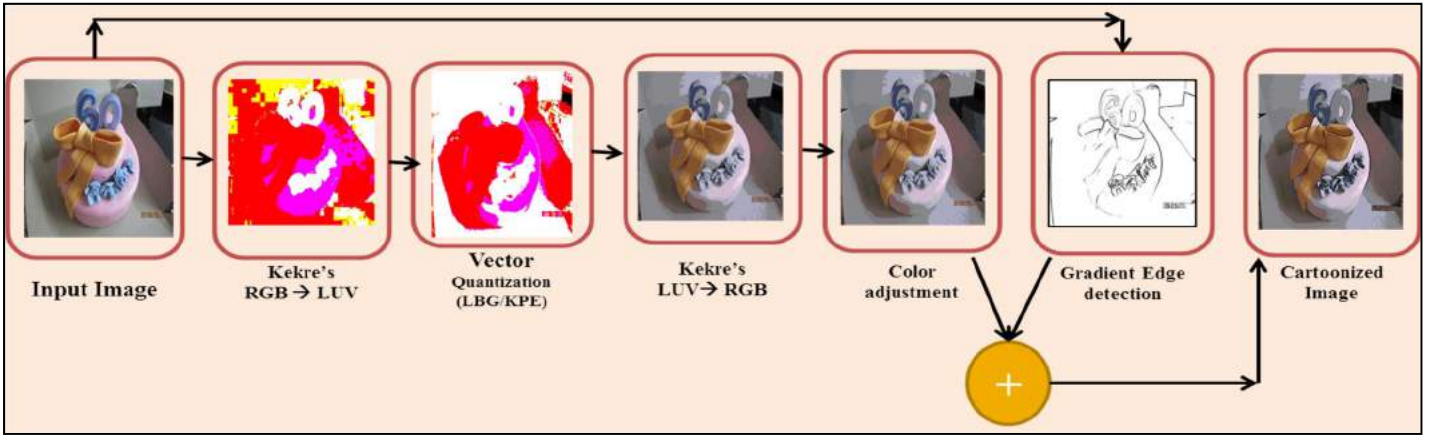 Input Image
Kekre's
RGB → LUV
Vector
Quantization
(LBG/KPE)
Kekre's
LUV → RGB
Color
adjustment
Gradient Edge
detection
Cartoonized
Image
+
60